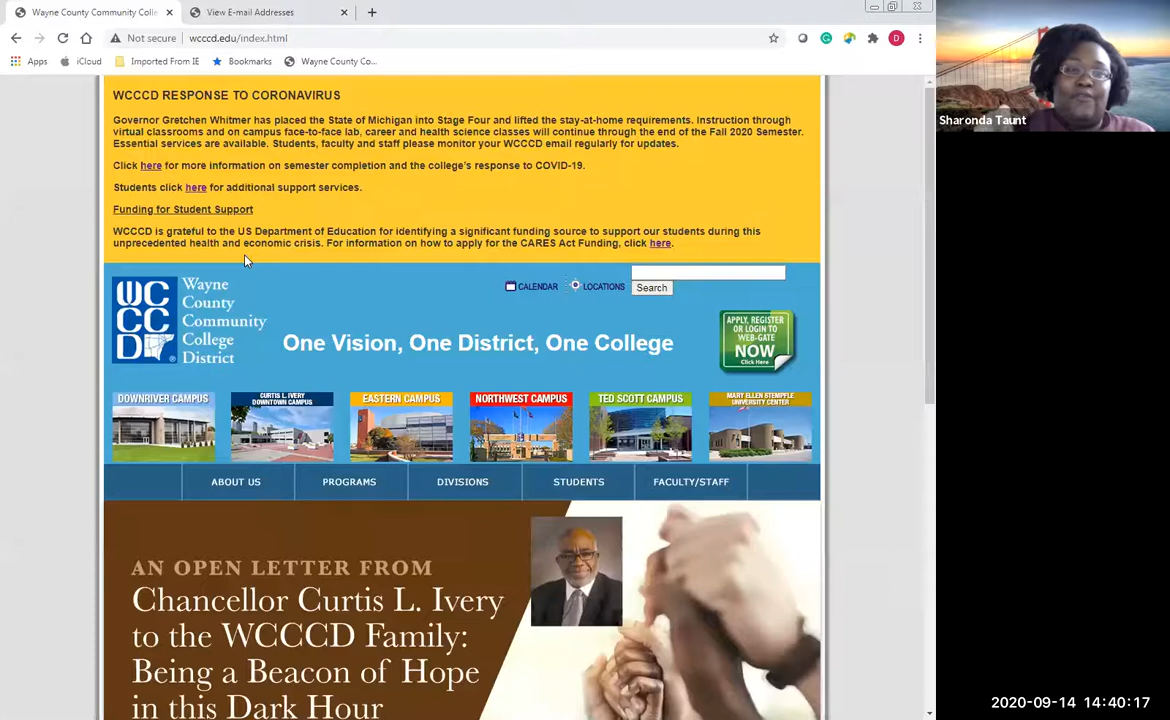 Wayne County Community Colle
View E-mail Addresses
Not secure
wcccd.edu/index.html
D
Apps
iCloud
Imported From IE
Bookmarks
Wayne County Co...
WCCCD RESPONSE TO CORONAVIRUS
Governor Gretchen Whitmer has placed the State of Michigan into Stage Four and lifted the stay-at-home requirements. Instruction through
virtual classrooms and on campus face-to-face lab, career and health science classes will continue through the end of the Fall 2020 Semester.
Essential services are available. Students, faculty and staff please monitor your WCCCD email regularly for updates.
Click here for more information on semester completion and the college's response to COVID-19.
Students click here for additional support services.
Funding for Student Support
WCCCD is grateful to the US Department of Education for identifying a significant funding source to support our students during this
unprecedented health and economic crisis. For information on how to apply for the CARES Act Funding, click here.
WC
CC
D
Wayne
County
Community
College
District
CALENDAR
LOCATIONS
Search
One Vision, One District, One College
APPLY, REGISTER
OR LOGIN TO
WEB-GATE
NOW
Click Here
DOWNRIVER CAMPUS
CURTIS L. IVERY
DOWNTOWN CAMPUS
EASTERN CAMPUS
NORTHWEST CAMPUS
TED SCOTT CAMPUS
MARY ELLEN STEMPFLE
UNIVERSITY CENTER
ABOUT US
PROGRAMS
DIVISIONS
STUDENTS
FACULTY/STAFF
AN OPEN LETTER FROM
Chancellor Curtis L. Ivery
to the WCCCD Family:
Being a Beacon of Hope
in this Dark Hour
Sharonda Taunt
2020-09-14 14:40:17